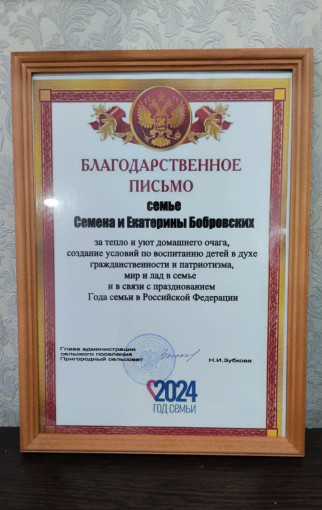 БЛАГОДАРСТВЕННОЕ
ПИСЬМО
семье
Семена и Екатерины Бобровских
за тепло и уют домашнего очага,
создание условий по воспитанию детей в духе
гражданственности и патриотизма,
мир и лад в семье
и в связи с празднованием
Года семьи в Российской Федерации
Глава администрации
сельского поселения
Пригородный сельсовет
Н.И.Зубкова
2024
ГОД СЕМЬИ